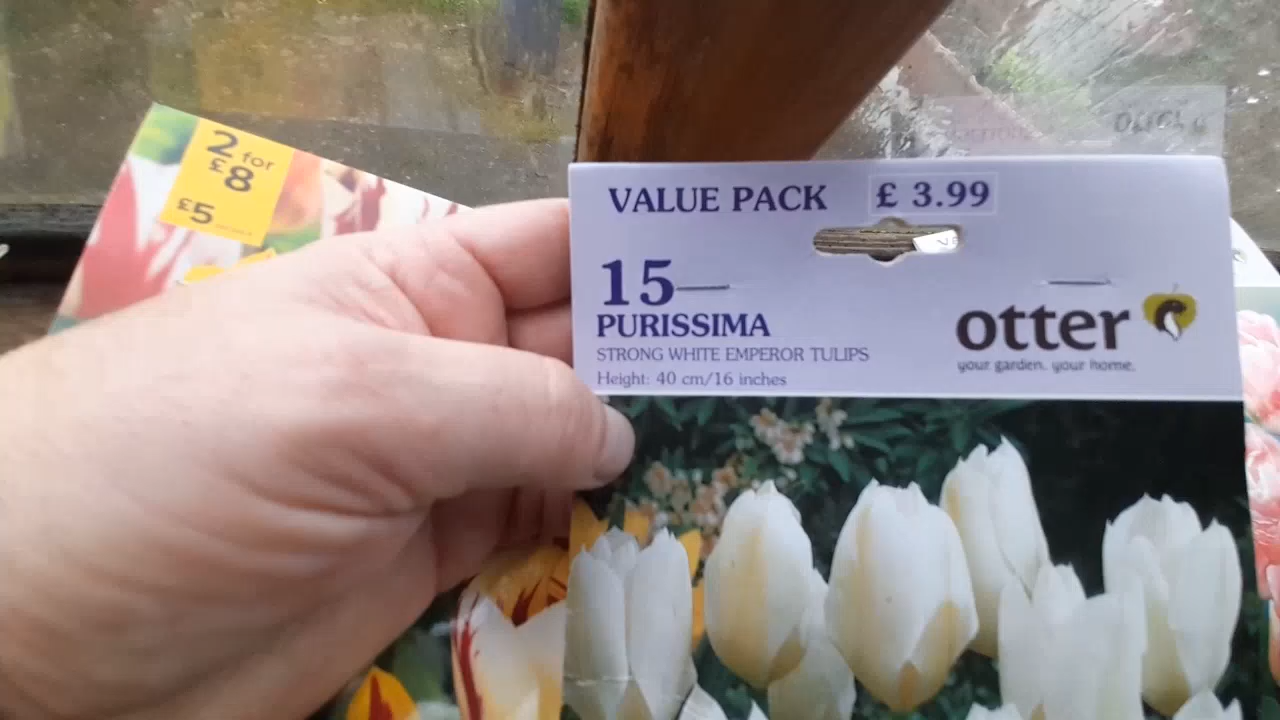 2 for
£8
£5
VALUE PACK £ 3.99
15
PURISSIMA
STRONG WHITE EMPEROR TULIPS
Height: 40 cm/16 inches
otter
your garden. your home.